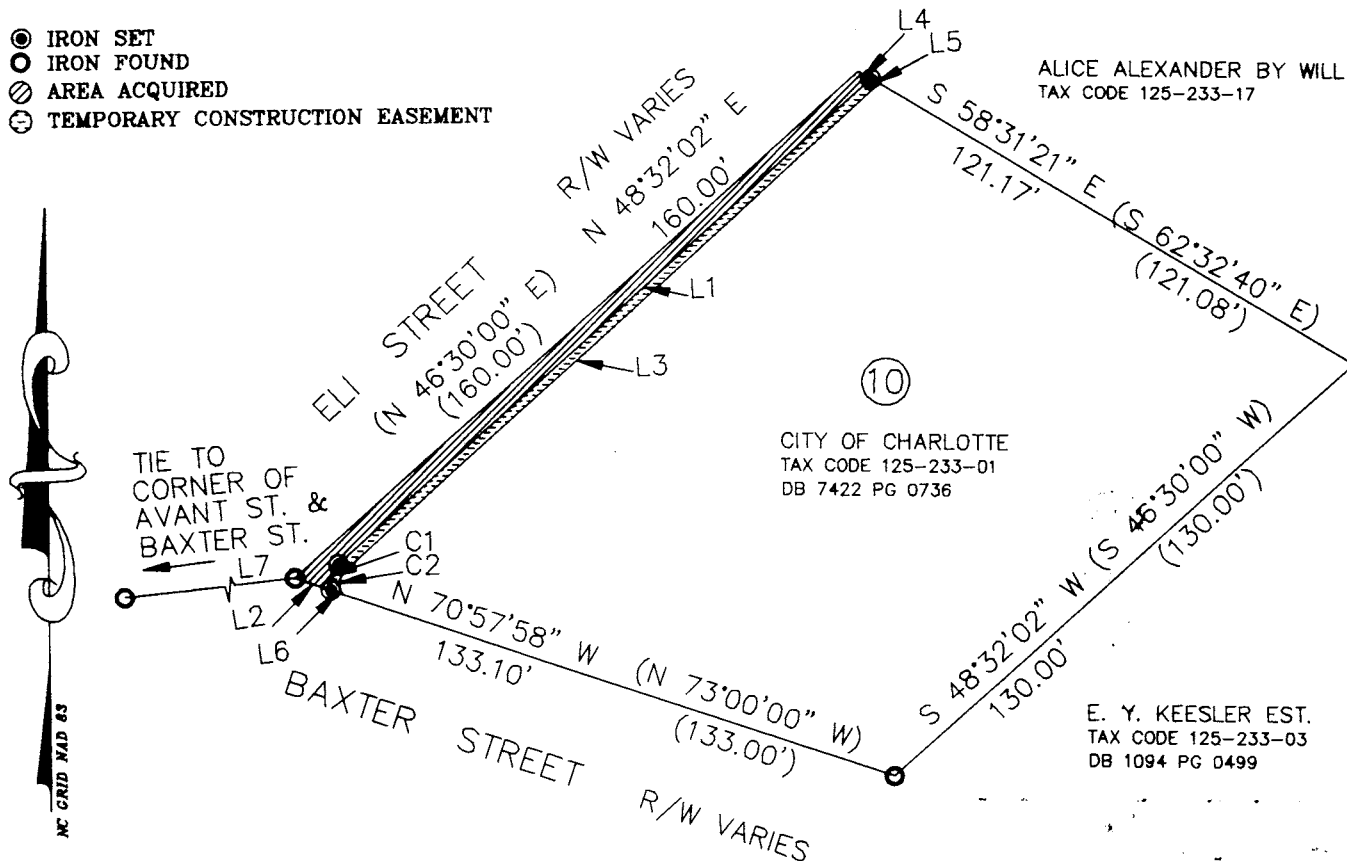 IRON SET
IRON FOUND
AREA ACQUIRED
TEMPORARY CONSTRUCTION EASEMENT
L4
L5
ALICE ALEXANDER BY WILL
TAX CODE 125-233-17
R/W VARIES
N 48°32'02" E
160.00'
S 58°31'21" E (S 62°32'40" E)
121.17'
(121.08')
ELI STREET
(N 46°30'00" E)
(160.00')
L1
L3
10
CITY OF CHARLOTTE
TAX CODE 125-233-01
DB 7422 PG 0736
TIE TO
CORNER OF
AVANT ST. &
BAXTER ST.
L7
C1
C2
L2
L6
N 70°57'58" W (N 73°00'00" W)
133.10'
(133.00')
S 48°32'02" W (S 46°30'00" W)
130.00'
(130.00')
BAXTER STREET R/W VARIES
E. Y. KEESLER EST.
TAX CODE 125-233-03
DB 1094 PG 0499
NC GRID NAD 83